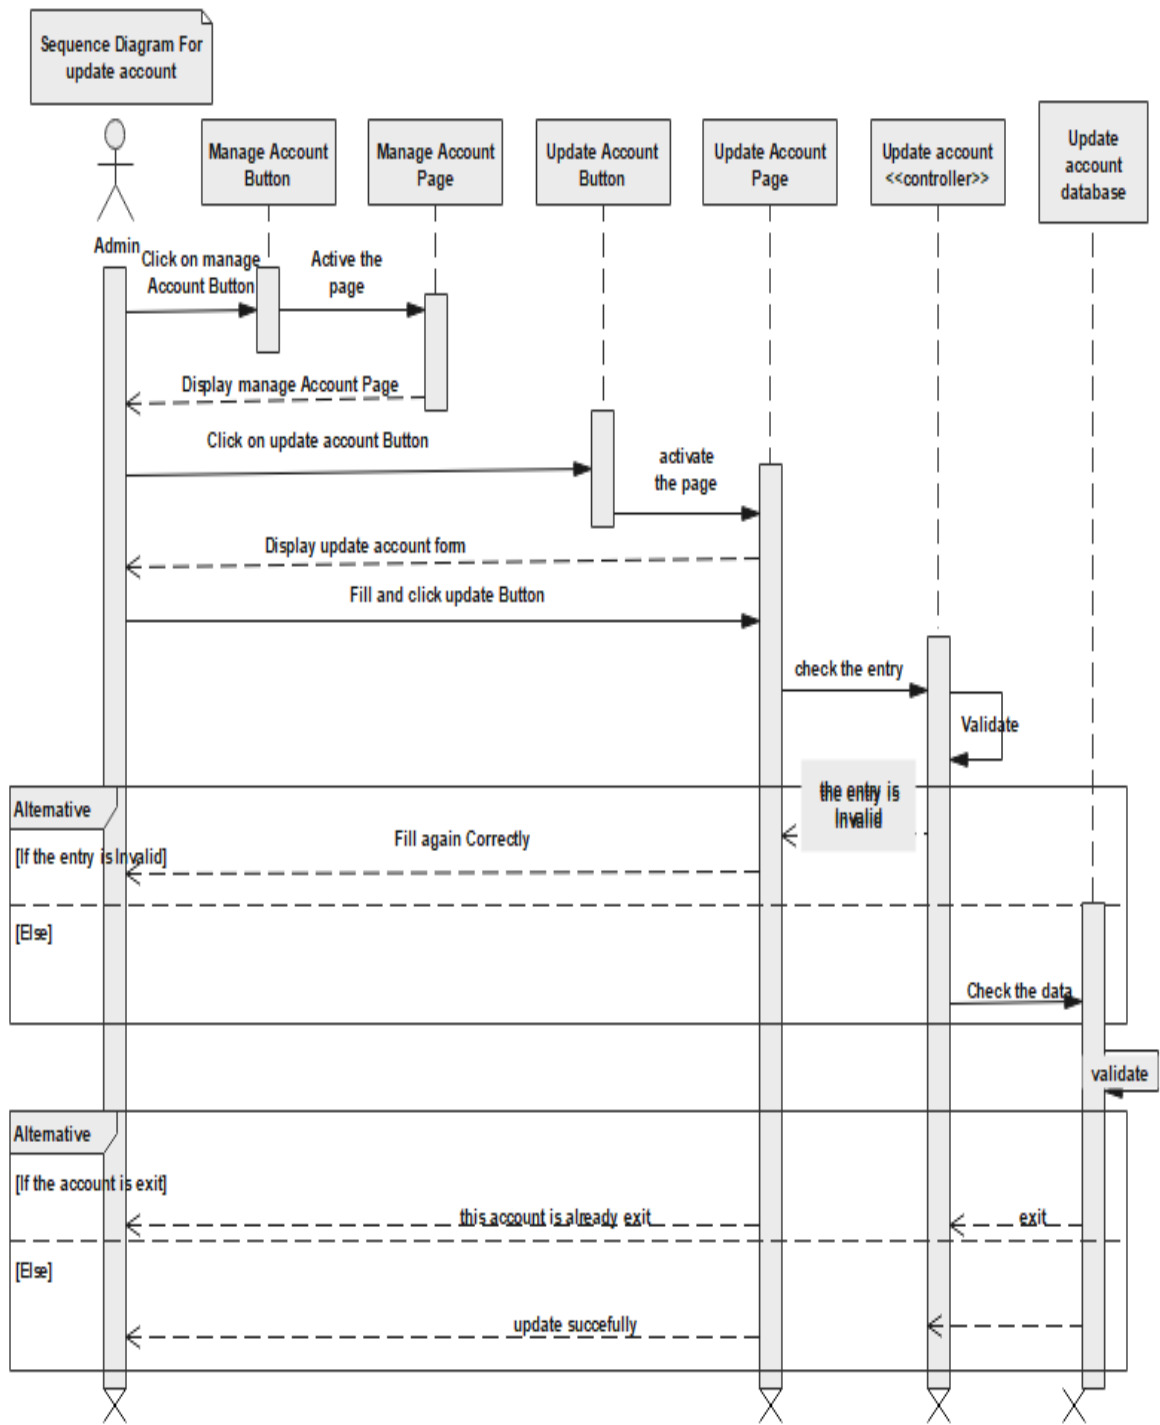 Sequence Diagram For
update account
Manage Account
Button
Manage Account
Page
Update Account
Button
Update Account
Page
Update account
<<controller>>
Update
account
database
Admin
Click on manage
Account Button
Active the
page
Display manage Account Page
Click on update account Button
activate
the page
Display update account form
Fill and click update Button
check the entry
Validate
Alternative
the entry is
Invalid
Fill again Correctly
[If the entry is Invalid]
[Else]
Check the data
validate
Alternative
[If the account is exit]
this account is already exit
exit
[Else]
update succefully